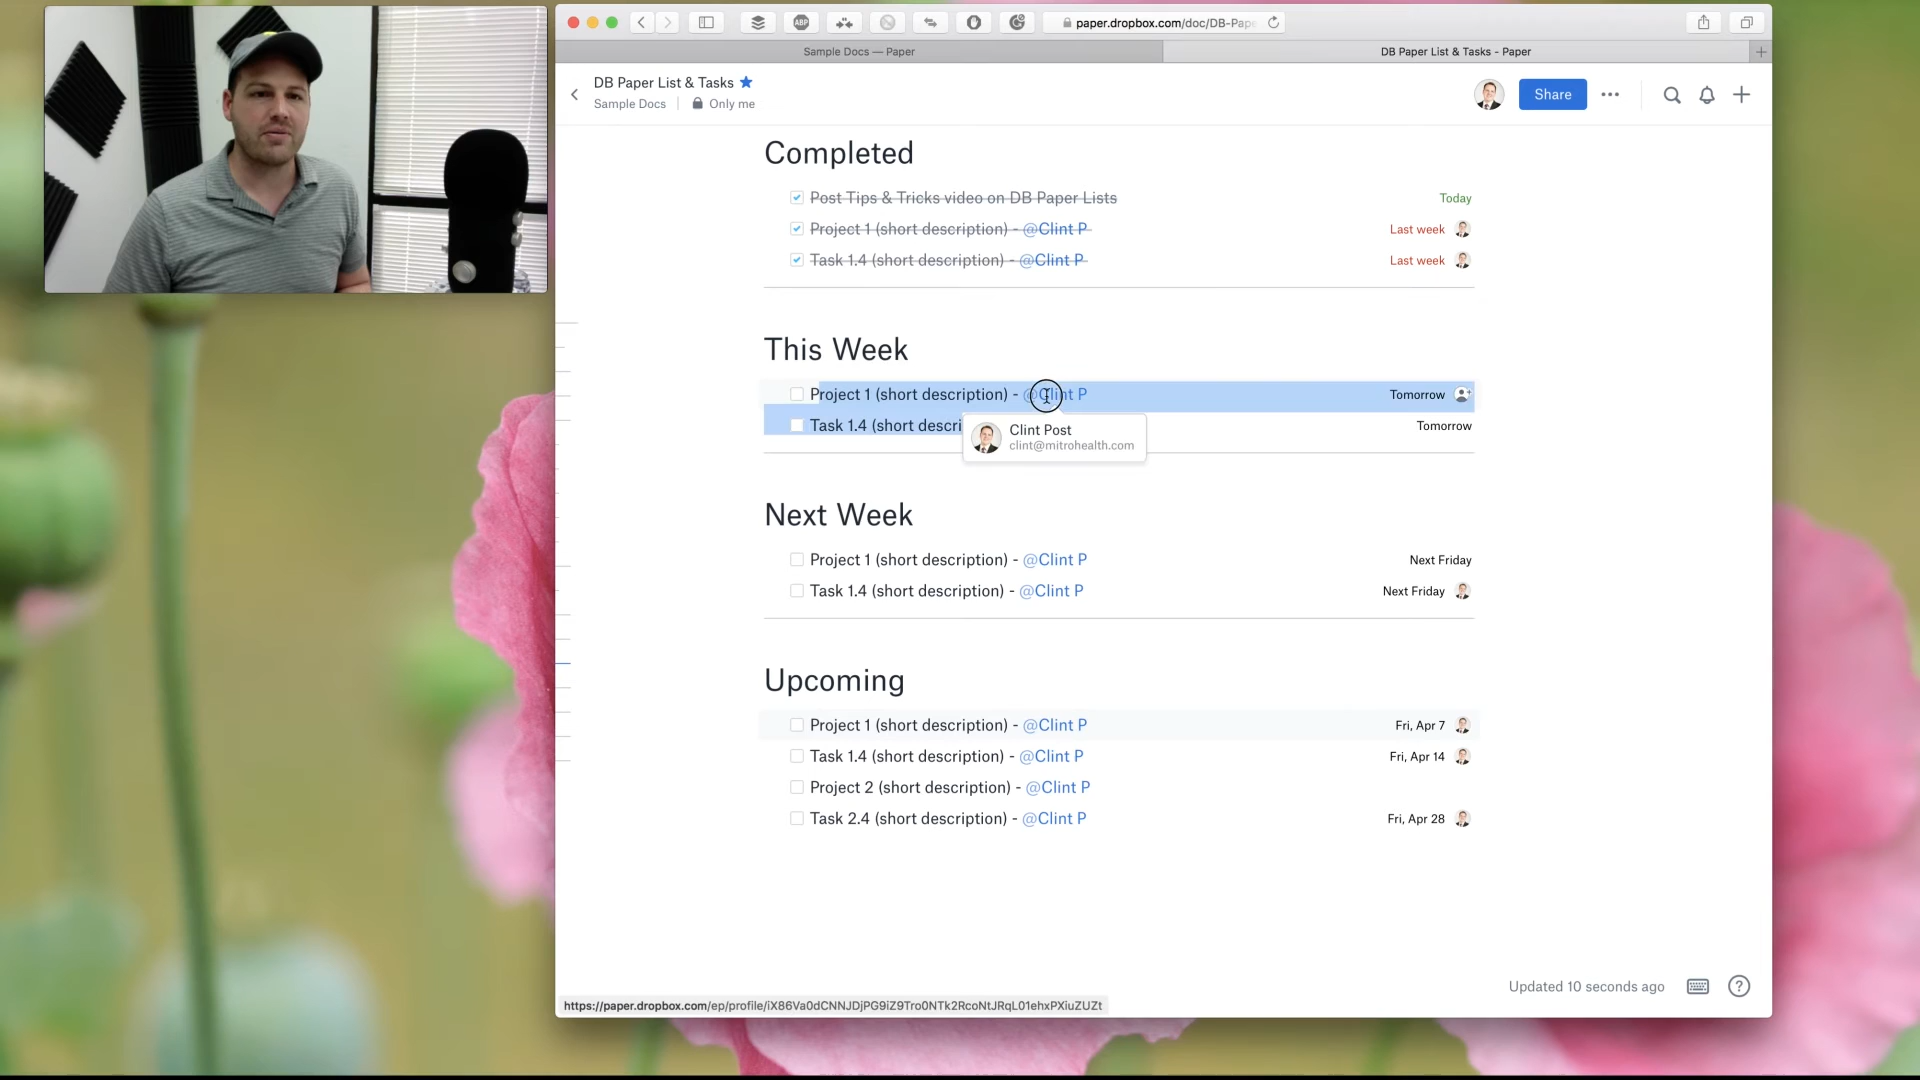 ABP
paper.dropbox.com/doc/DB-Pape
Sample Docs — Paper
DB Paper List & Tasks - Paper
DB Paper List & Tasks
Sample Docs
Only me
Share
Completed
Post Tips & Tricks video on DB Paper Lists
Today
Project 1 (short description) - @Clint P
Last week
Task 1.4 (short description) - @Clint P
Last week
This Week
Project 1 (short description) - @Clint P
Tomorrow
Task 1.4 (short descri
Tomorrow
Clint Post
clint@mitrohealth.com
Next Week
Project 1 (short description) - @Clint P
Next Friday
Task 1.4 (short description) - @Clint P
Next Friday
Upcoming
Project 1 (short description) - @Clint P
Fri, Apr 7
Task 1.4 (short description) - @Clint P
Fri, Apr 14
Project 2 (short description) - @Clint P
Task 2.4 (short description) - @Clint P
Fri, Apr 28
Updated 10 seconds ago
?
https://paper.dropbox.com/ep/profile/iX86Va0dCNNJDjPG9iZ9Tro0NTk2RcoNtJRqL01ehxPXiuZUZt